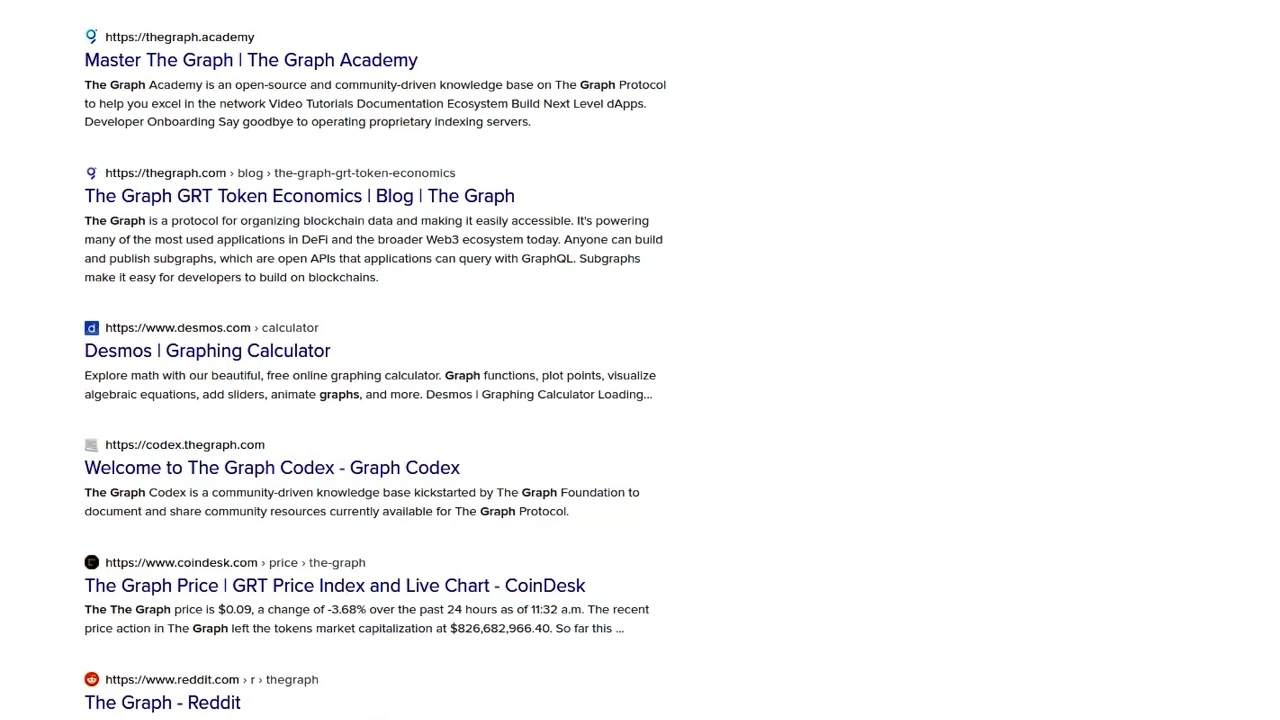 https://thegraph.academy
Master The Graph | The Graph Academy
The Graph Academy is an open-source and community-driven knowledge base on The Graph Protocol
to help you excel in the network Video Tutorials Documentation Ecosystem Build Next Level dApps.
Developer Onboarding Say goodbye to operating proprietary indexing servers.
https://thegraph.com › blog › the-graph-grt-token-economics
The Graph GRT Token Economics | Blog | The Graph
The Graph is a protocol for organizing blockchain data and making it easily accessible. It's powering
many of the most used applications in DeFi and the broader Web3 ecosystem today. Anyone can build
and publish subgraphs, which are open APIs that applications can query with GraphQL. Subgraphs
make it easy for developers to build on blockchains.
https://www.desmos.com › calculator
Desmos | Graphing Calculator
Explore math with our beautiful, free online graphing calculator. Graph functions, plot points, visualize
algebraic equations, add sliders, animate graphs, and more. Desmos | Graphing Calculator Loading...
https://codex.thegraph.com
Welcome to The Graph Codex - Graph Codex
The Graph Codex is a community-driven knowledge base kickstarted by The Graph Foundation to
document and share community resources currently available for The Graph Protocol.
https://www.coindesk.com › price › the-graph
The Graph Price | GRT Price Index and Live Chart - CoinDesk
The The Graph price is $0.09, a change of -3.68% over the past 24 hours as of 11:32 a.m. The recent
price action in The Graph left the tokens market capitalization at $826,682,966.40. So far this ...
https://www.reddit.com › r › thegraph
The Graph - Reddit